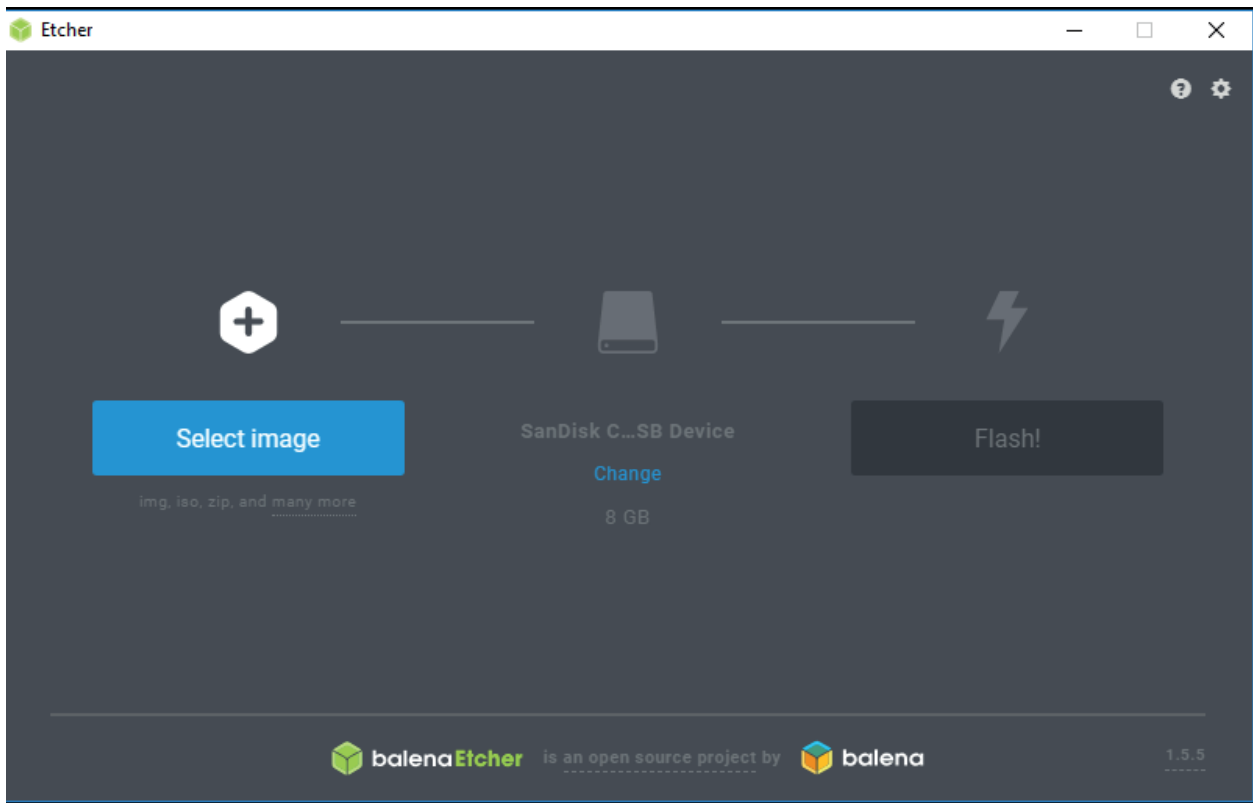 Etcher
Select image
img, iso, zip, and many more
SanDisk C...SB Device
Change
8 GB
Flash!
balenaEtcher is an open source project by balena
1.5.5